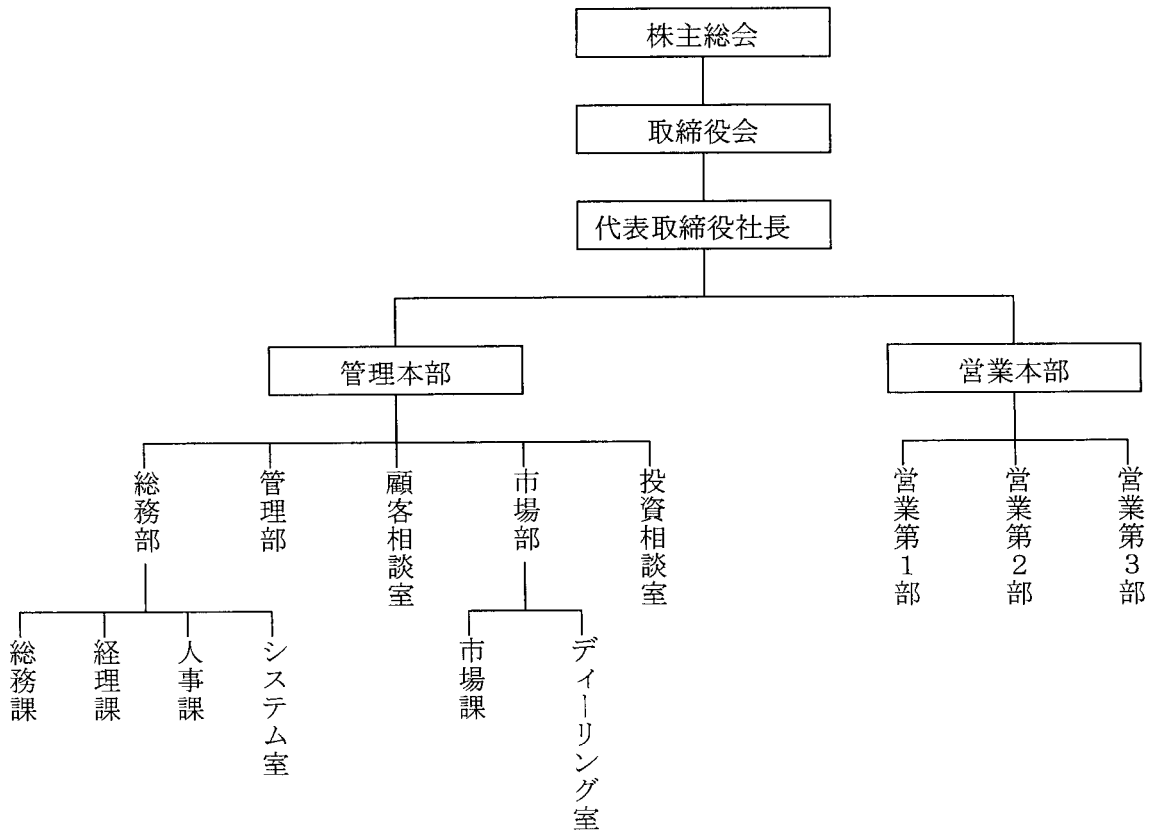 株主総会
取締役会
代表取締役社長
管理本部
営業本部
総務部
管理部
顧客相談室
市場部
投資相談室
営業第1部
営業第2部
営業第3部
総務課
経理課
人事課
システム室
市場課
ディーリング室